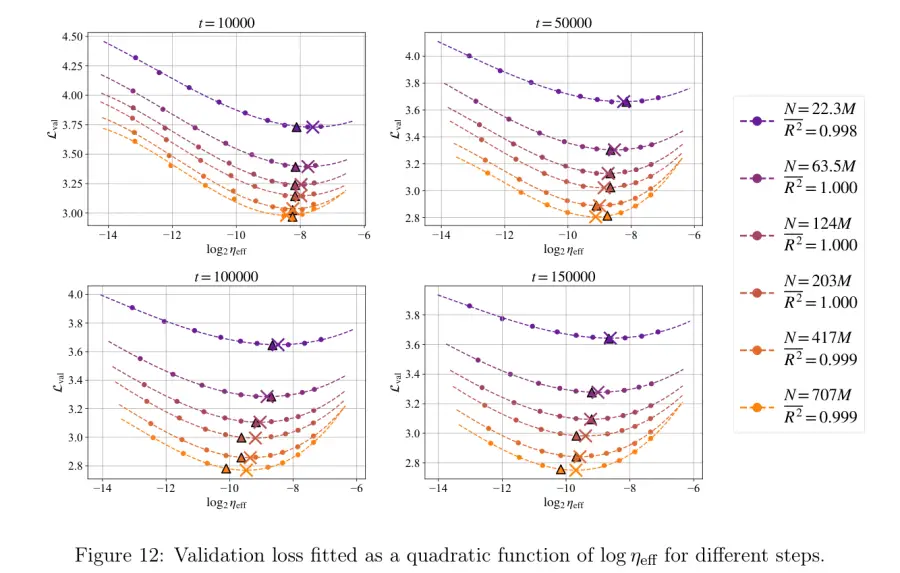 t = 10000
4.50
4.25
4.00
3.75
3.50
3.25
3.00
ℒval
−14 −12 −10 −8 −6
log2 ηeff
t = 50000
4.0
3.8
3.6
3.4
3.2
3.0
2.8
ℒval
−14 −12 −10 −8 −6
log2 ηeff
t = 100000
4.0
3.8
3.6
3.4
3.2
3.0
2.8
ℒval
−14 −12 −10 −8 −6
log2 ηeff
t = 150000
3.8
3.6
3.4
3.2
3.0
2.8
ℒval
−14 −12 −10 −8 −6
log2 ηeff
N = 22.3M
R² = 0.998
N = 63.5M
R² = 1.000
N = 124M
R² = 1.000
N = 203M
R² = 1.000
N = 417M
R² = 0.999
N = 707M
R² = 0.999
Figure 12: Validation loss fitted as a quadratic function of log ηeff for different steps.